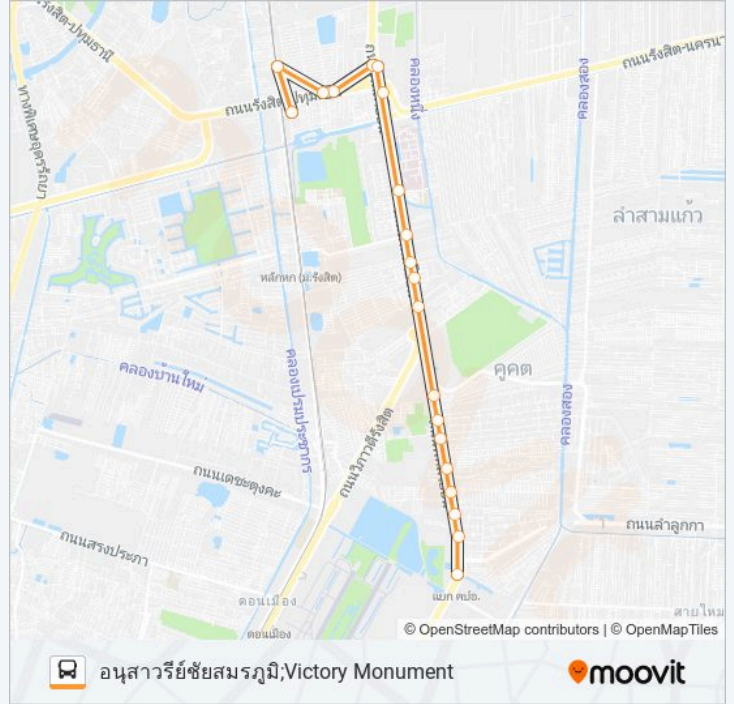 รังสิต-ปทุมธานี
ถนนรังสิต-นครนา
คลองหนึ่ง
คลองสอง
ทางพิเศษอุดรรัถยา
ถนนรังสิต-ปทุม
ลำสามแก้ว
หลักหก (ม.รังสิต)
คลองบ้านใหม่
คลองเปรมประชากร
คูคต
คลองสอง
ถนนวิภาวดีรังสิต
ถนนเดชะตุงคะ
ถนนลำลูกกา
ถนนสรงประภา
แยก คปอ.
ดอนเมือง
สายไหม
ดอนเมือง
© OpenStreetMap contributors | © OpenMapTiles
อนุสาวรีย์ชัยสมรภูมิ;Victory Monument
moovit